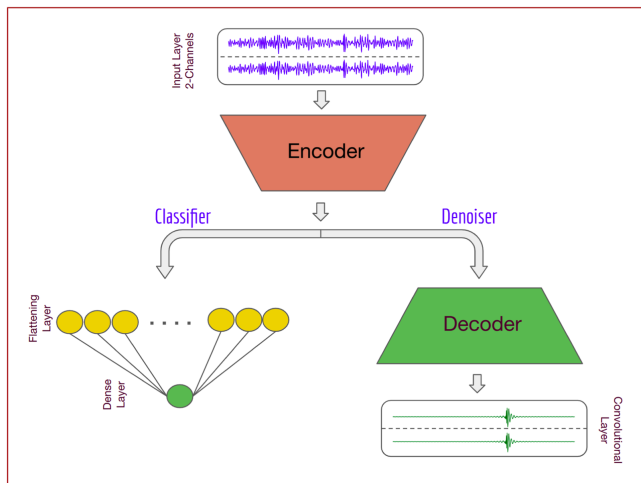 Input Layer
2-Channels
Encoder
Classifier
Denoiser
Flattening
Layer
Decoder
Dense
Layer
Convolutional
Layer